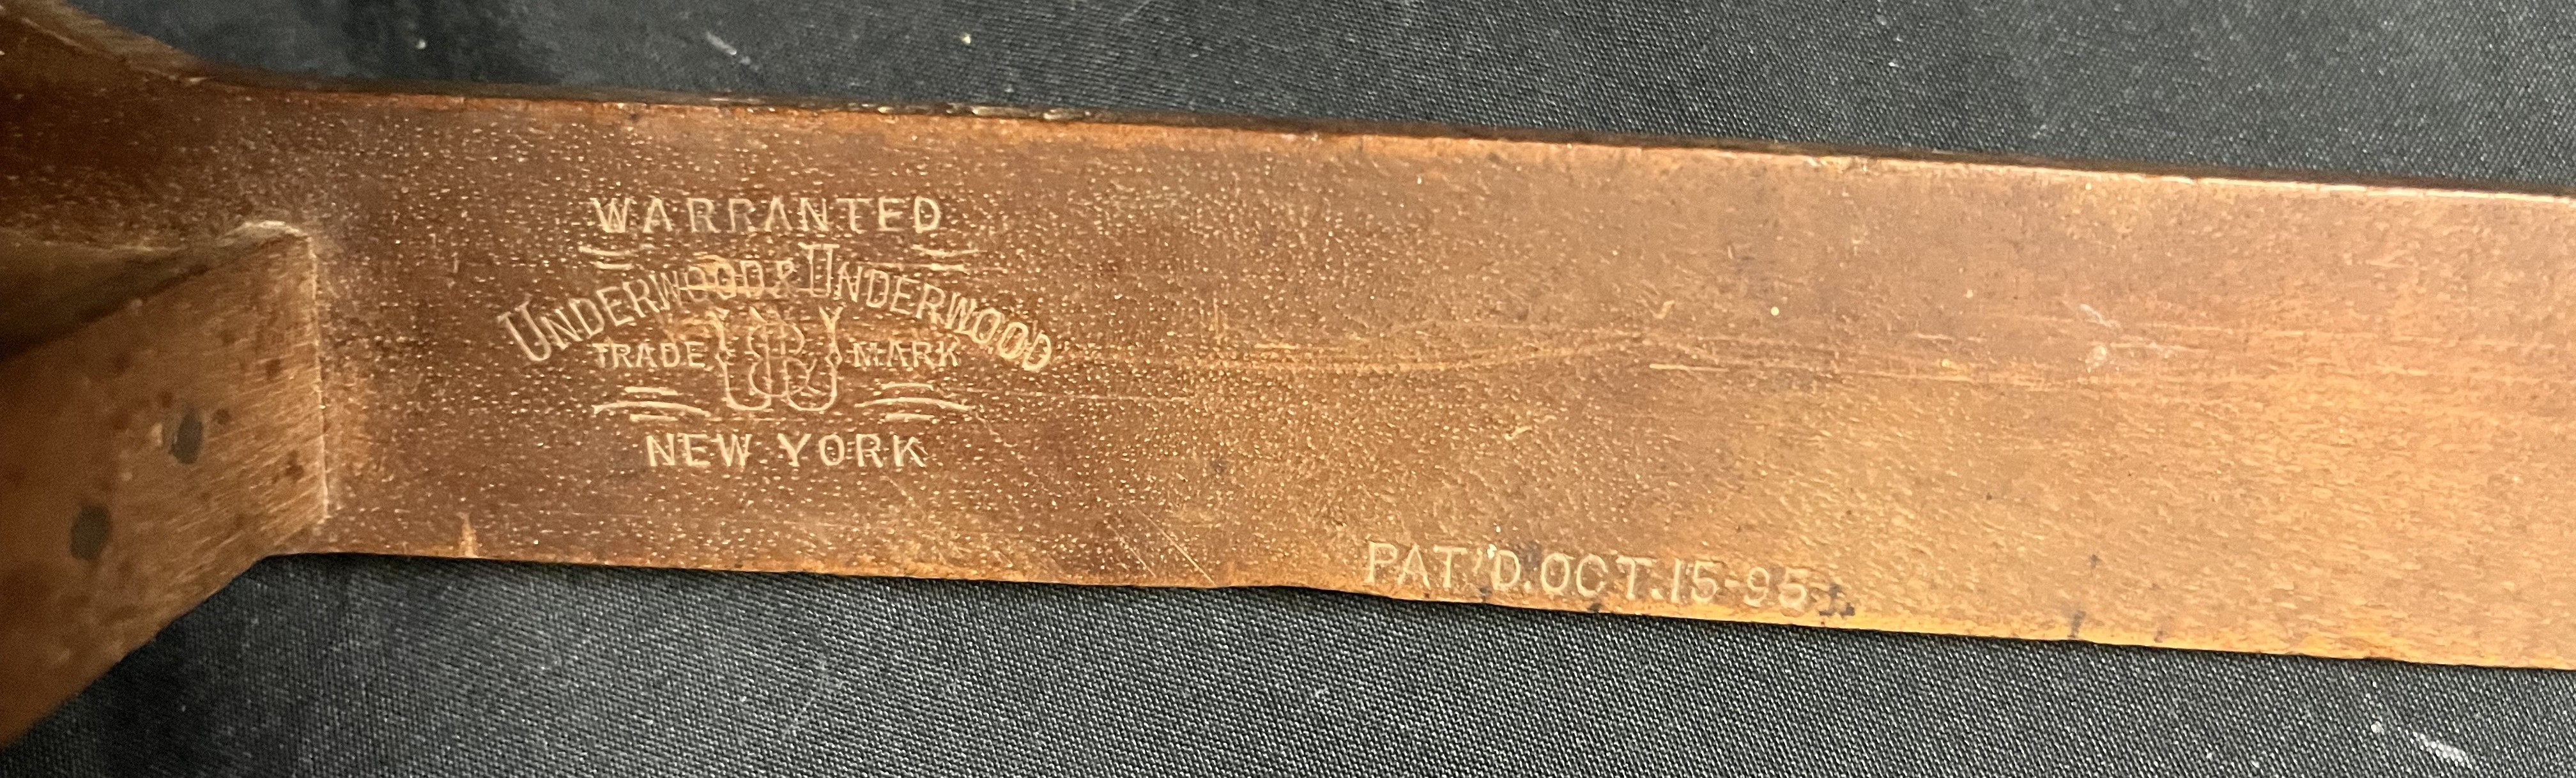 WARRANTED
UNDERWOOD & UNDERWOOD
TRADE U&U MARK
NEW YORK
PAT'D. OCT. 15-95